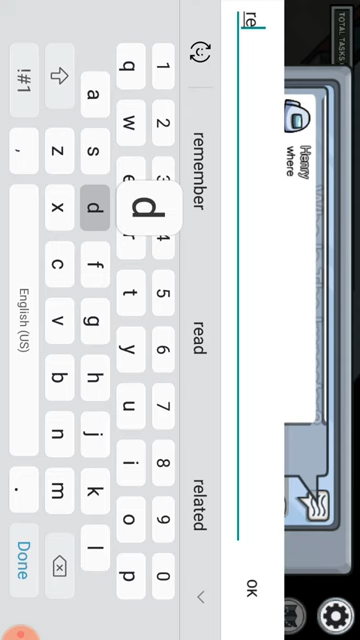 TOTAL TASKS
Henry
where
re
OK
remember
read
related
1 2 3 4 5 6 7 8 9 0
q w e r t y u i o p
a s d f g h j k l
d
z x c v b n m
!#1 , English (US) . Done